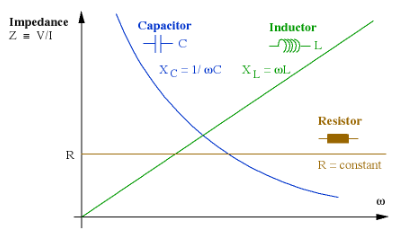 Impedance
Z ≡ V/I
Capacitor
C
X_C = 1/ ωC
Inductor
L
X_L = ωL
Resistor
R = constant
R
ω